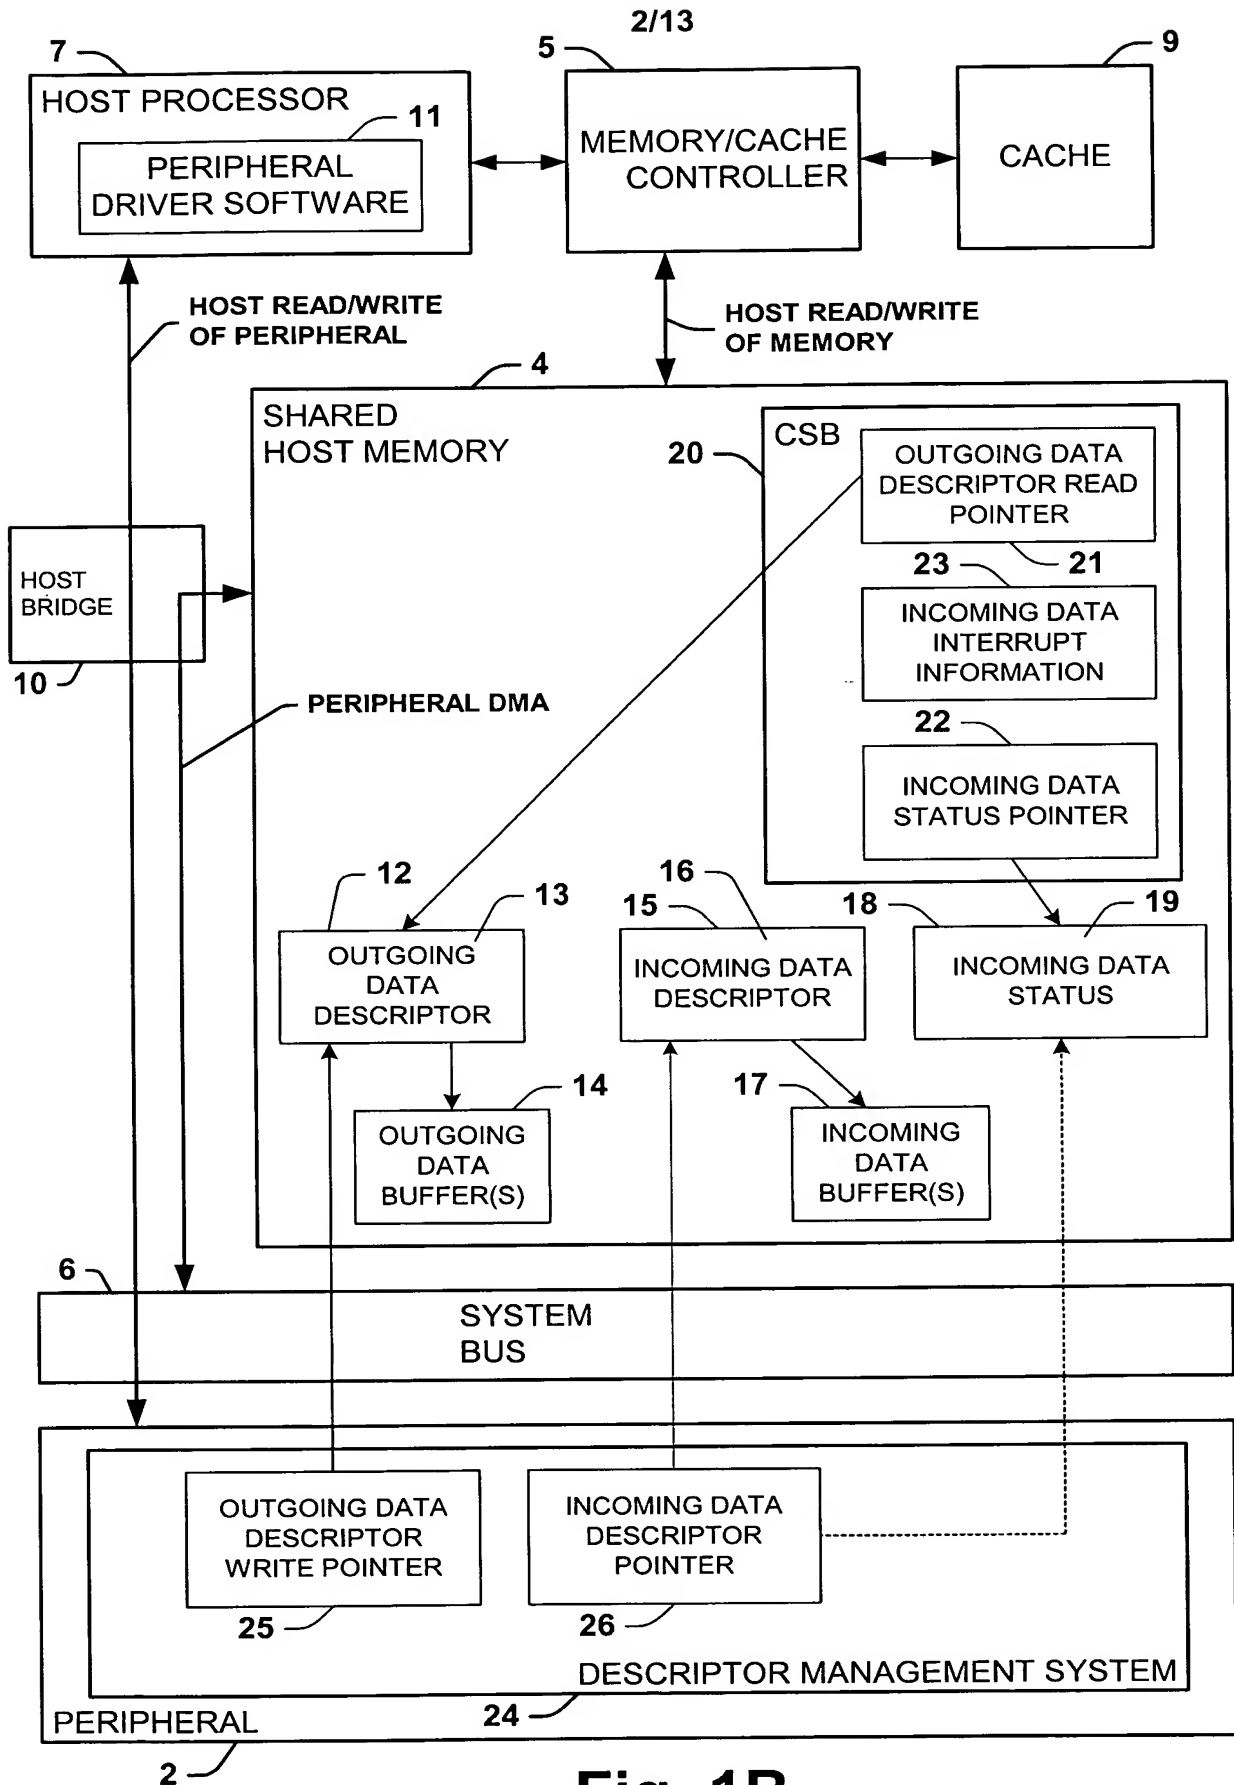 2/13
7
5
9
HOST PROCESSOR
11
PERIPHERAL
DRIVER SOFTWARE
MEMORY/CACHE
CONTROLLER
CACHE
HOST READ/WRITE
OF PERIPHERAL
HOST READ/WRITE
OF MEMORY
4
SHARED
HOST MEMORY
CSB
20
OUTGOING DATA
DESCRIPTOR READ
POINTER
21
23
INCOMING DATA
INTERRUPT
INFORMATION
22
INCOMING DATA
STATUS POINTER
HOST
BRIDGE
10
PERIPHERAL DMA
12
13
OUTGOING
DATA
DESCRIPTOR
15
16
INCOMING DATA
DESCRIPTOR
18
19
INCOMING DATA
STATUS
14
OUTGOING
DATA
BUFFER(S)
17
INCOMING
DATA
BUFFER(S)
6
SYSTEM
BUS
OUTGOING DATA
DESCRIPTOR
WRITE POINTER
25
INCOMING DATA
DESCRIPTOR
POINTER
26
DESCRIPTOR MANAGEMENT SYSTEM
24
PERIPHERAL
2
Fig. 1B